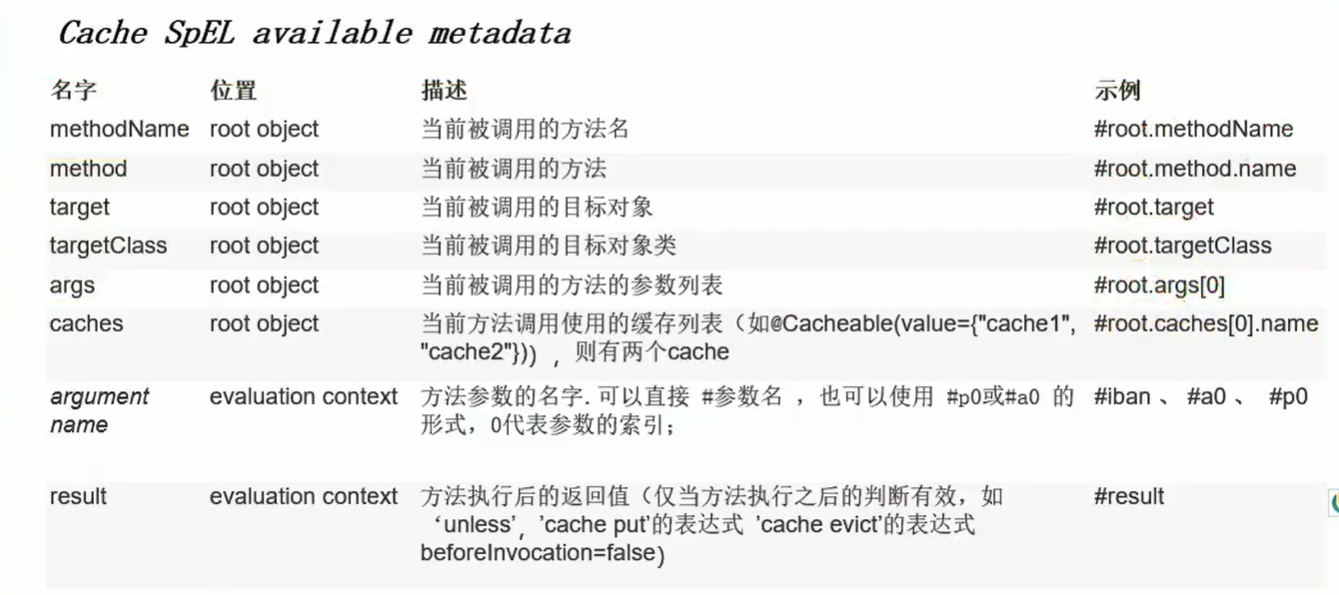 Cache SpEL available metadata
名字 位置 描述 示例
methodName root object 当前被调用的方法名 #root.methodName
method root object 当前被调用的方法 #root.method.name
target root object 当前被调用的目标对象 #root.target
targetClass root object 当前被调用的目标对象类 #root.targetClass
args root object 当前被调用的方法的参数列表 #root.args[0]
caches root object 当前方法调用使用的缓存列表（如@Cacheable(value={"cache1", #root.caches[0].name
"cache2"})），则有两个cache
argument evaluation context 方法参数的名字. 可以直接 #参数名 ，也可以使用 #p0或#a0 的 #iban 、 #a0 、 #p0
name 形式，0代表参数的索引；
result evaluation context 方法执行后的返回值（仅当方法执行之后的判断有效，如 #result
‘unless’，'cache put'的表达式 'cache evict'的表达式
beforeInvocation=false）